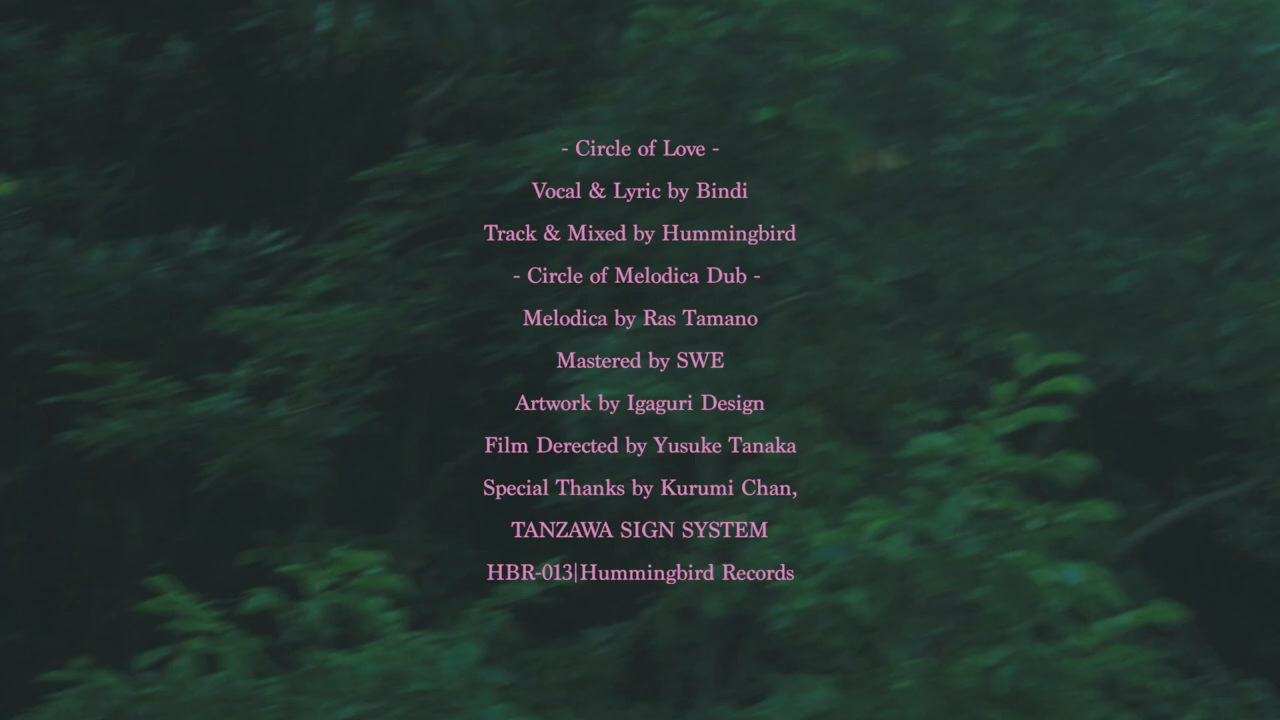 - Circle of Love -
Vocal & Lyric by Bindi
Track & Mixed by Hummingbird
- Circle of Melodica Dub -
Melodica by Ras Tamano
Mastered by SWE
Artwork by Igaguri Design
Film Derected by Yusuke Tanaka
Special Thanks by Kurumi Chan,
TANZAWA SIGN SYSTEM
HBR-013|Hummingbird Records